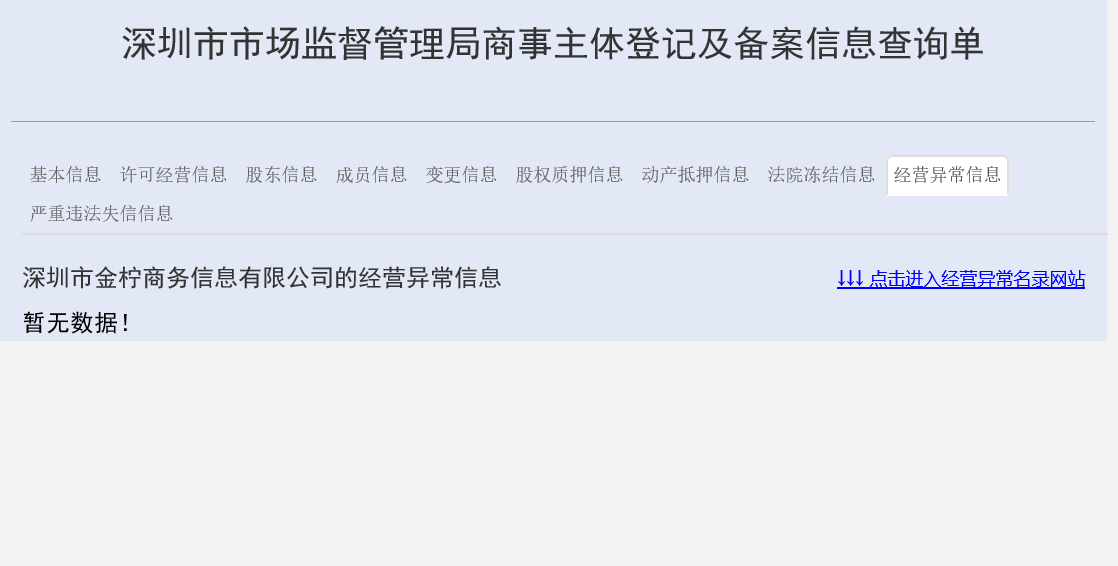 深圳市市场监督管理局商事主体登记及备案信息查询单
基本信息 许可经营信息 股东信息 成员信息 变更信息 股权质押信息 动产抵押信息 法院冻结信息 经营异常信息
严重违法失信信息
深圳市金柠商务信息有限公司的经营异常信息 ↓↓↓ 点击进入经营异常名录网站
暂无数据！